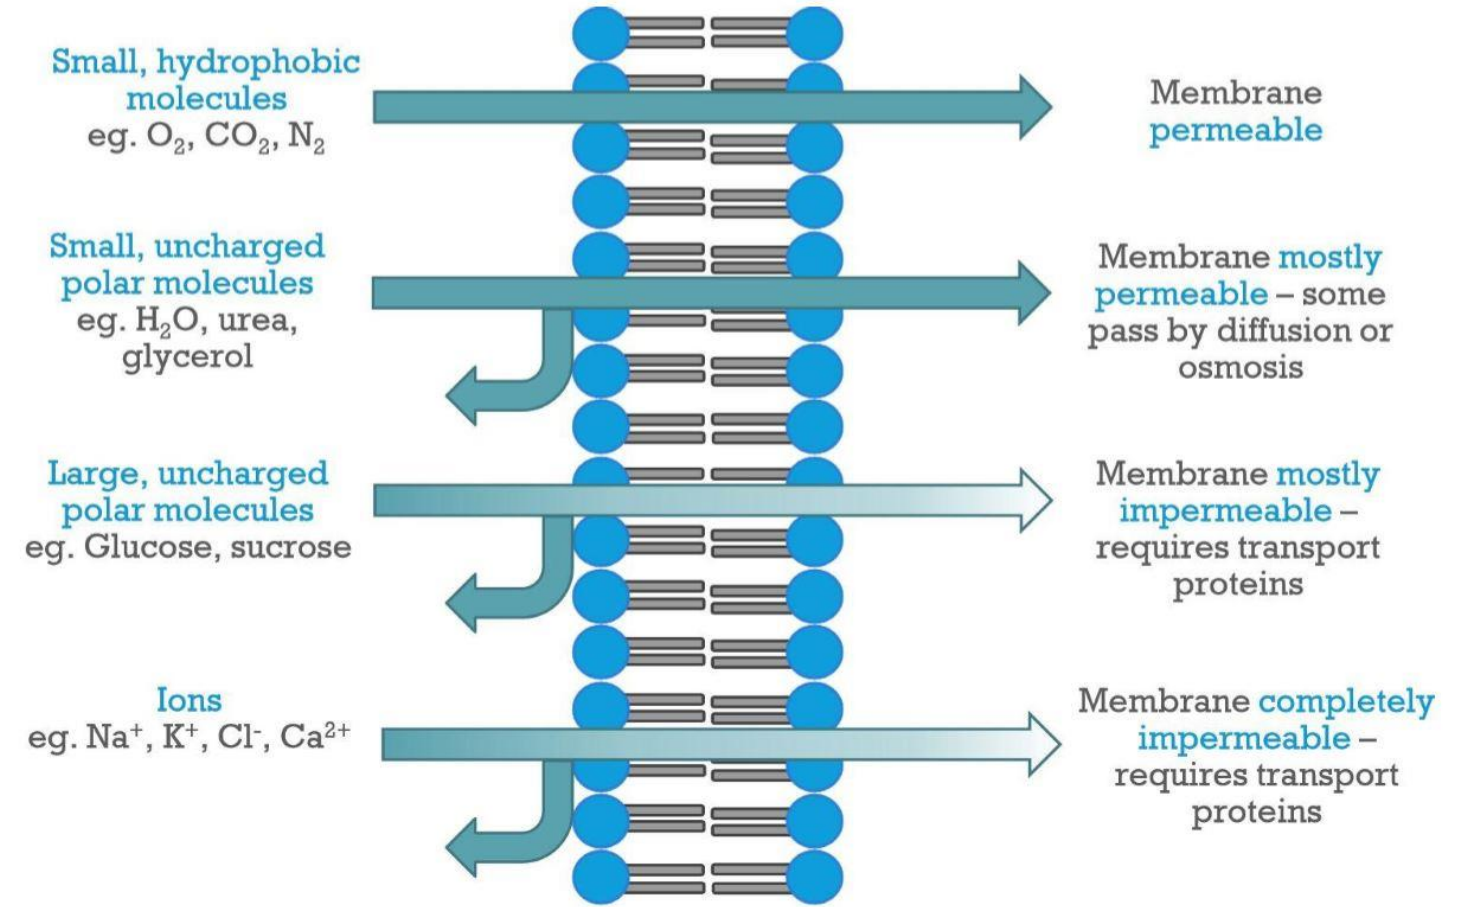 Small, hydrophobic
molecules
eg. O₂, CO₂, N₂
Membrane
permeable
Small, uncharged
polar molecules
eg. H₂O, urea,
glycerol
Membrane mostly
permeable – some
pass by diffusion or
osmosis
Large, uncharged
polar molecules
eg. Glucose, sucrose
Membrane mostly
impermeable –
requires transport
proteins
Ions
eg. Na⁺, K⁺, Cl⁻, Ca²⁺
Membrane completely
impermeable –
requires transport
proteins